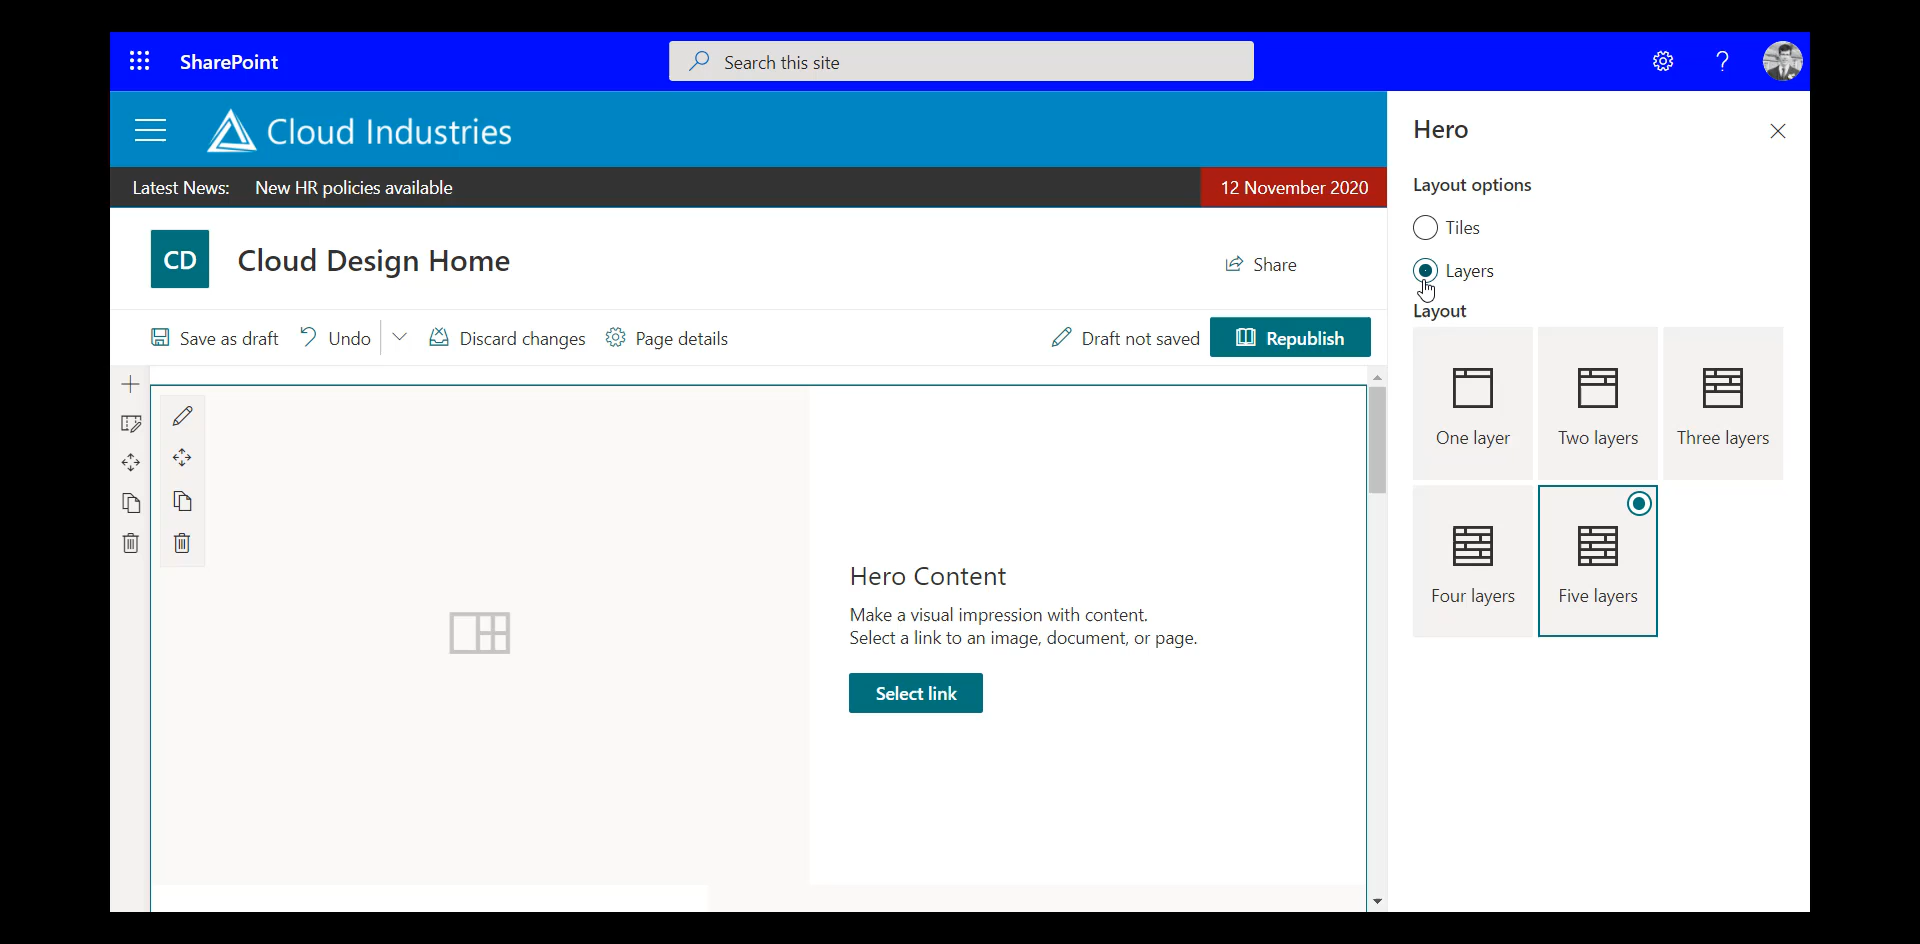 SharePoint
Search this site
?
Cloud Industries
Latest News: New HR policies available
12 November 2020
CD
Cloud Design Home
Share
Save as draft
Undo
Discard changes
Page details
Draft not saved
Republish
Hero Content
Make a visual impression with content.
Select a link to an image, document, or page.
Select link
Hero
Layout options
Tiles
Layers
Layout
One layer
Two layers
Three layers
Four layers
Five layers